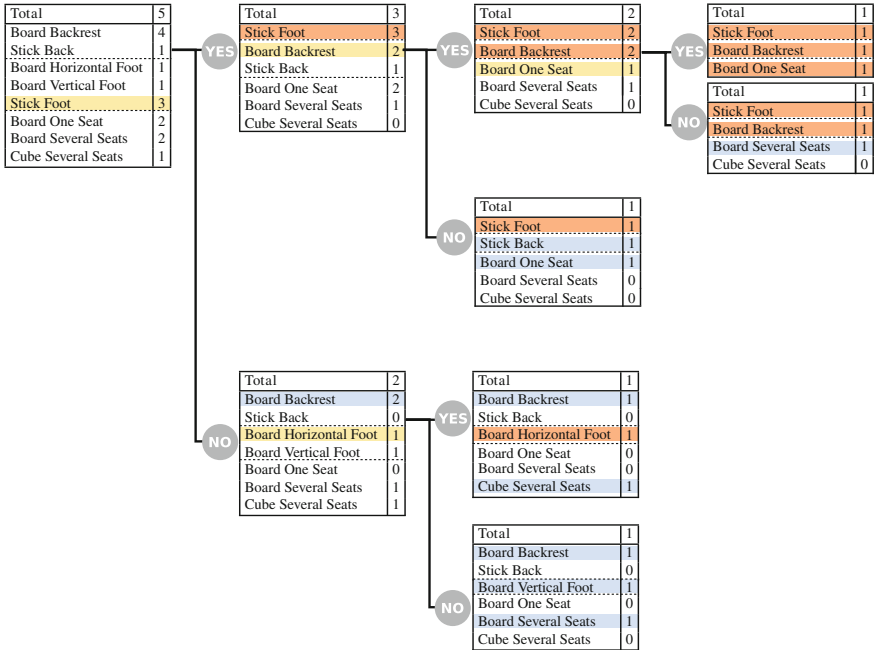 Total 5
Board Backrest 4
Stick Back 1
Board Horizontal Foot 1
Board Vertical Foot 1
Stick Foot 3
Board One Seat 2
Board Several Seats 2
Cube Several Seats 1
YES
Total 3
Stick Foot 3
Board Backrest 2
Stick Back 1
Board One Seat 2
Board Several Seats 1
Cube Several Seats 0
YES
Total 2
Stick Foot 2
Board Backrest 2
Board One Seat 1
Board Several Seats 1
Cube Several Seats 0
YES
Total 1
Stick Foot 1
Board Backrest 1
Board One Seat 1
NO
Total 1
Stick Foot 1
Board Backrest 1
Board Several Seats 1
Cube Several Seats 0
NO
Total 1
Stick Foot 1
Stick Back 1
Board One Seat 1
Board Several Seats 0
Cube Several Seats 0
NO
Total 2
Board Backrest 2
Stick Back 0
Board Horizontal Foot 1
Board Vertical Foot 1
Board One Seat 0
Board Several Seats 1
Cube Several Seats 1
YES
Total 1
Board Backrest 1
Stick Back 0
Board Horizontal Foot 1
Board One Seat 0
Board Several Seats 0
Cube Several Seats 1
NO
Total 1
Board Backrest 1
Stick Back 0
Board Vertical Foot 1
Board One Seat 0
Board Several Seats 1
Cube Several Seats 0